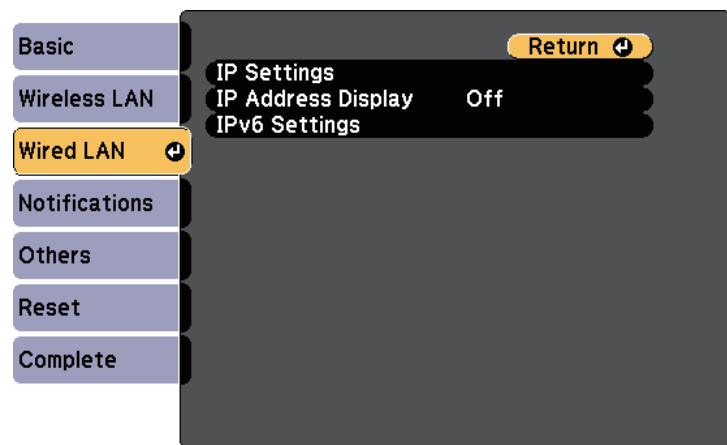 Basic
Wireless LAN
Wired LAN
Notifications
Others
Reset
Complete
Return
IP Settings
IP Address Display Off
IPv6 Settings